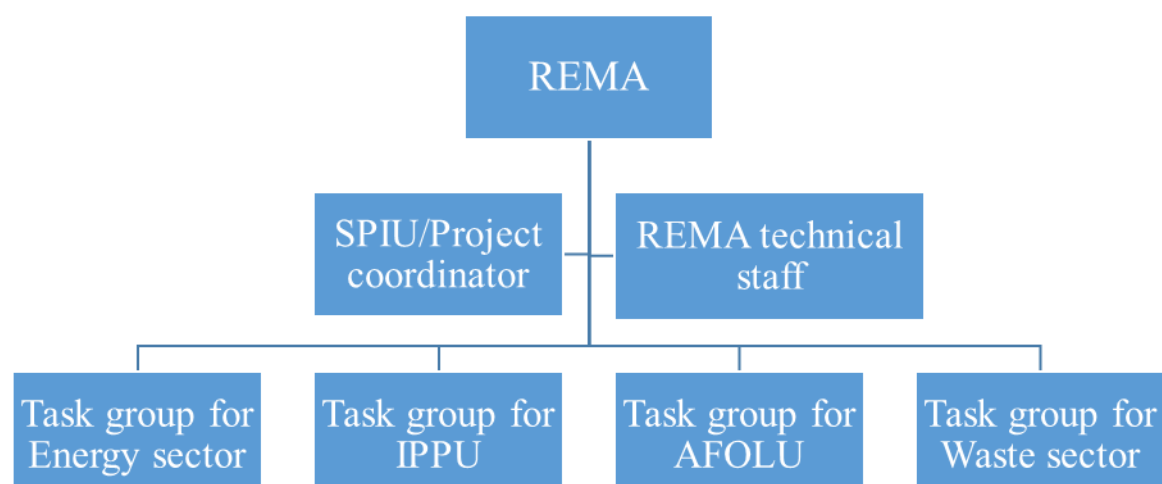 REMA
SPIU/Project
coordinator
REMA technical
staff
Task group for
Energy sector
Task group for
IPPU
Task group for
AFOLU
Task group for
Waste sector